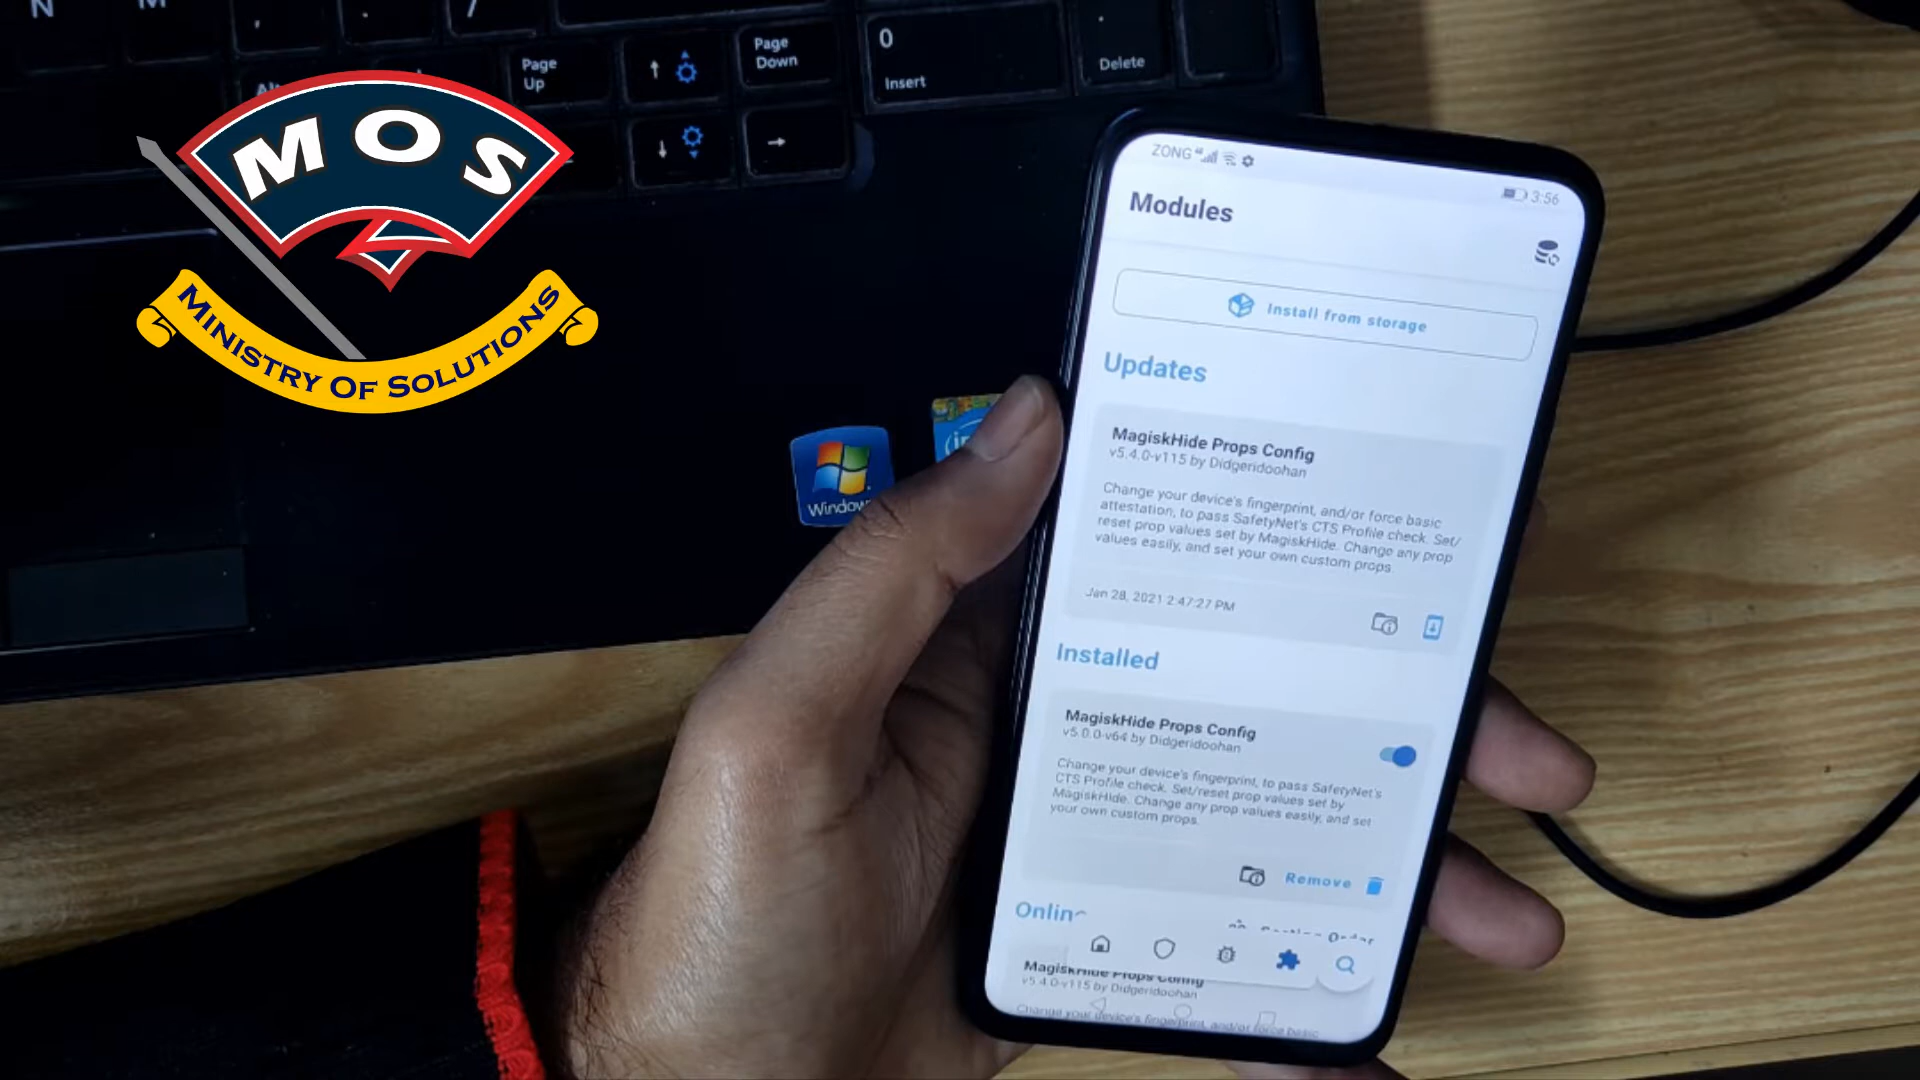 N
M
,
.
/
Page
Up
↑
Page
Down
0
Insert
.
Delete
↓
→
MOS
MINISTRY OF SOLUTIONS
Windows
ZONG
3:56
Modules
Install from storage
Updates
MagiskHide Props Config
v5.4.0-v115 by Didgeridoohan
Change your device's fingerprint, and/or force basic
attestation, to pass SafetyNet's CTS Profile check. Set/
reset prop values set by MagiskHide. Change any prop
values easily, and set your own custom props.
Jan 28, 2021 2:47:27 PM
Installed
MagiskHide Props Config
v5.0.0-v64 by Didgeridoohan
Change your device's fingerprint, to pass SafetyNet's
CTS Profile check. Set/reset prop values set by
MagiskHide. Change any prop values easily, and set
your own custom props.
Remove
Online
MagiskHide Props Config
v5.4.0-v115 by Didgeridoohan
Change your device's fingerprint, and/or force basic